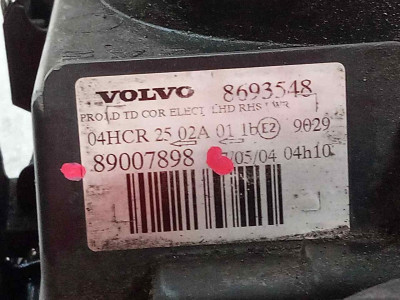 VOLVO 8693548
PROJ.D TD COR ELECT LHD RHS LWR
04HCR 25 02A 01 1b E2 9029
89007898 /05/04 04h10